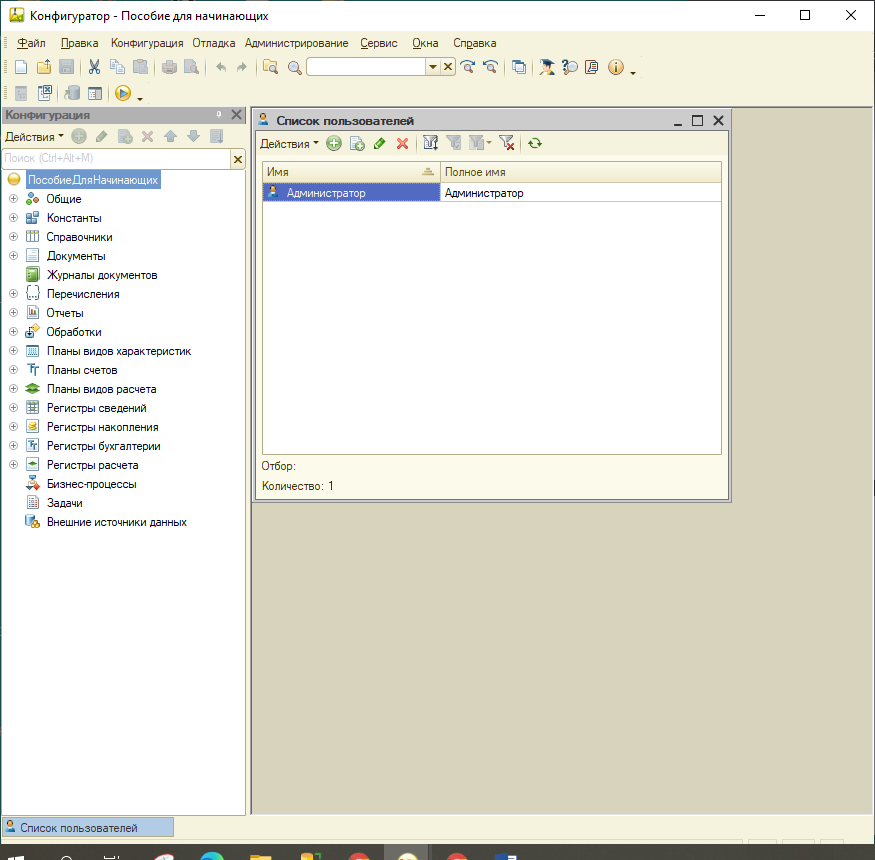 Конфигуратор - Пособие для начинающих
Файл Правка Конфигурация Отладка Администрирование Сервис Окна Справка
Конфигурация
Действия
Поиск (Ctrl+Alt+M)
ПособиеДляНачинающих
Общие
Константы
Справочники
Документы
Журналы документов
Перечисления
Отчеты
Обработки
Планы видов характеристик
Планы счетов
Планы видов расчета
Регистры сведений
Регистры накопления
Регистры бухгалтерии
Регистры расчета
Бизнес-процессы
Задачи
Внешние источники данных
Список пользователей
Действия
Имя Полное имя
Администратор Администратор
Отбор:
Количество: 1
Список пользователей